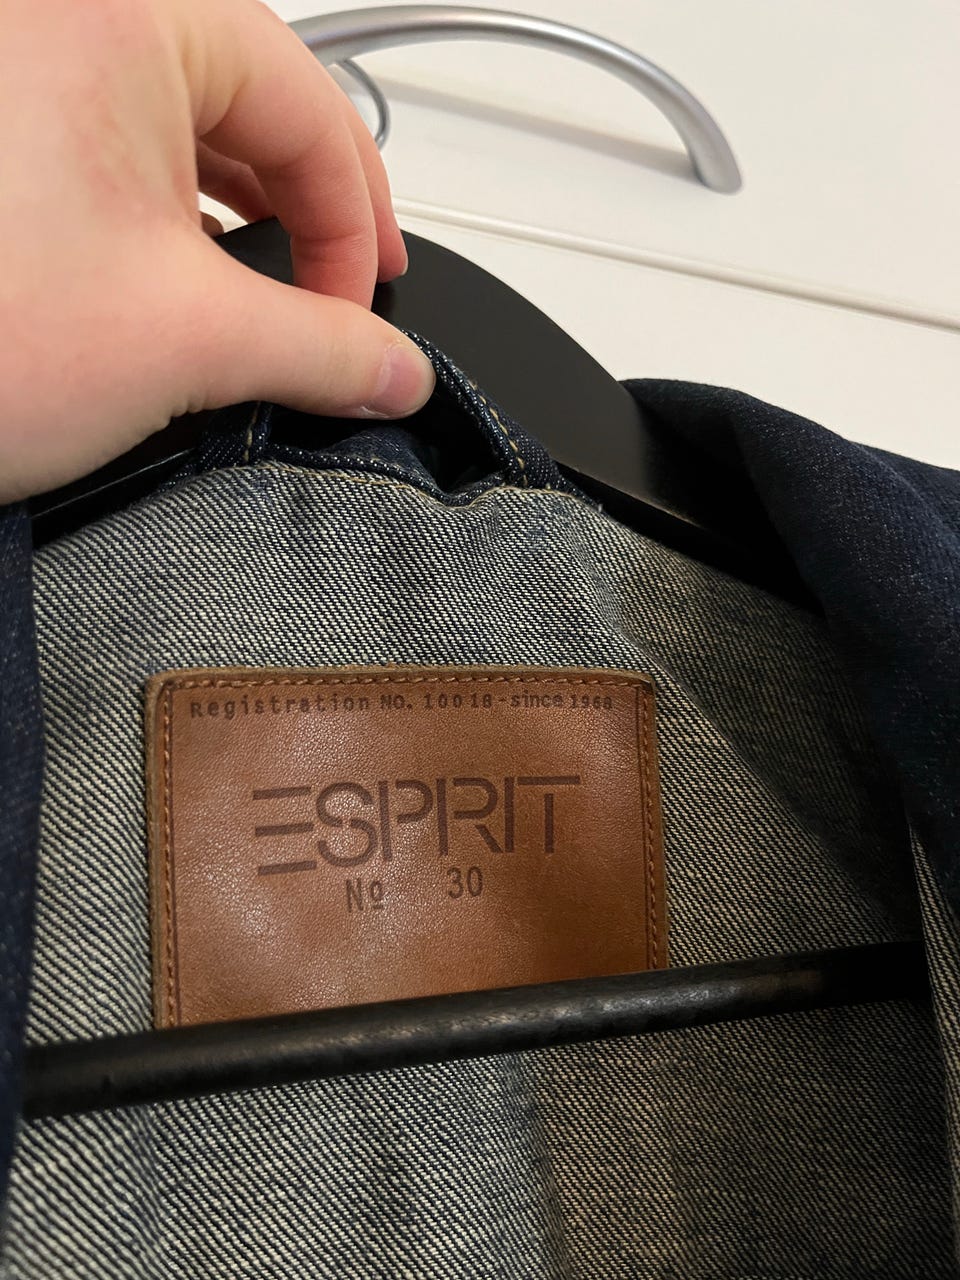 Registration NO. 10018-since 1968
ESPRIT
Nº 30